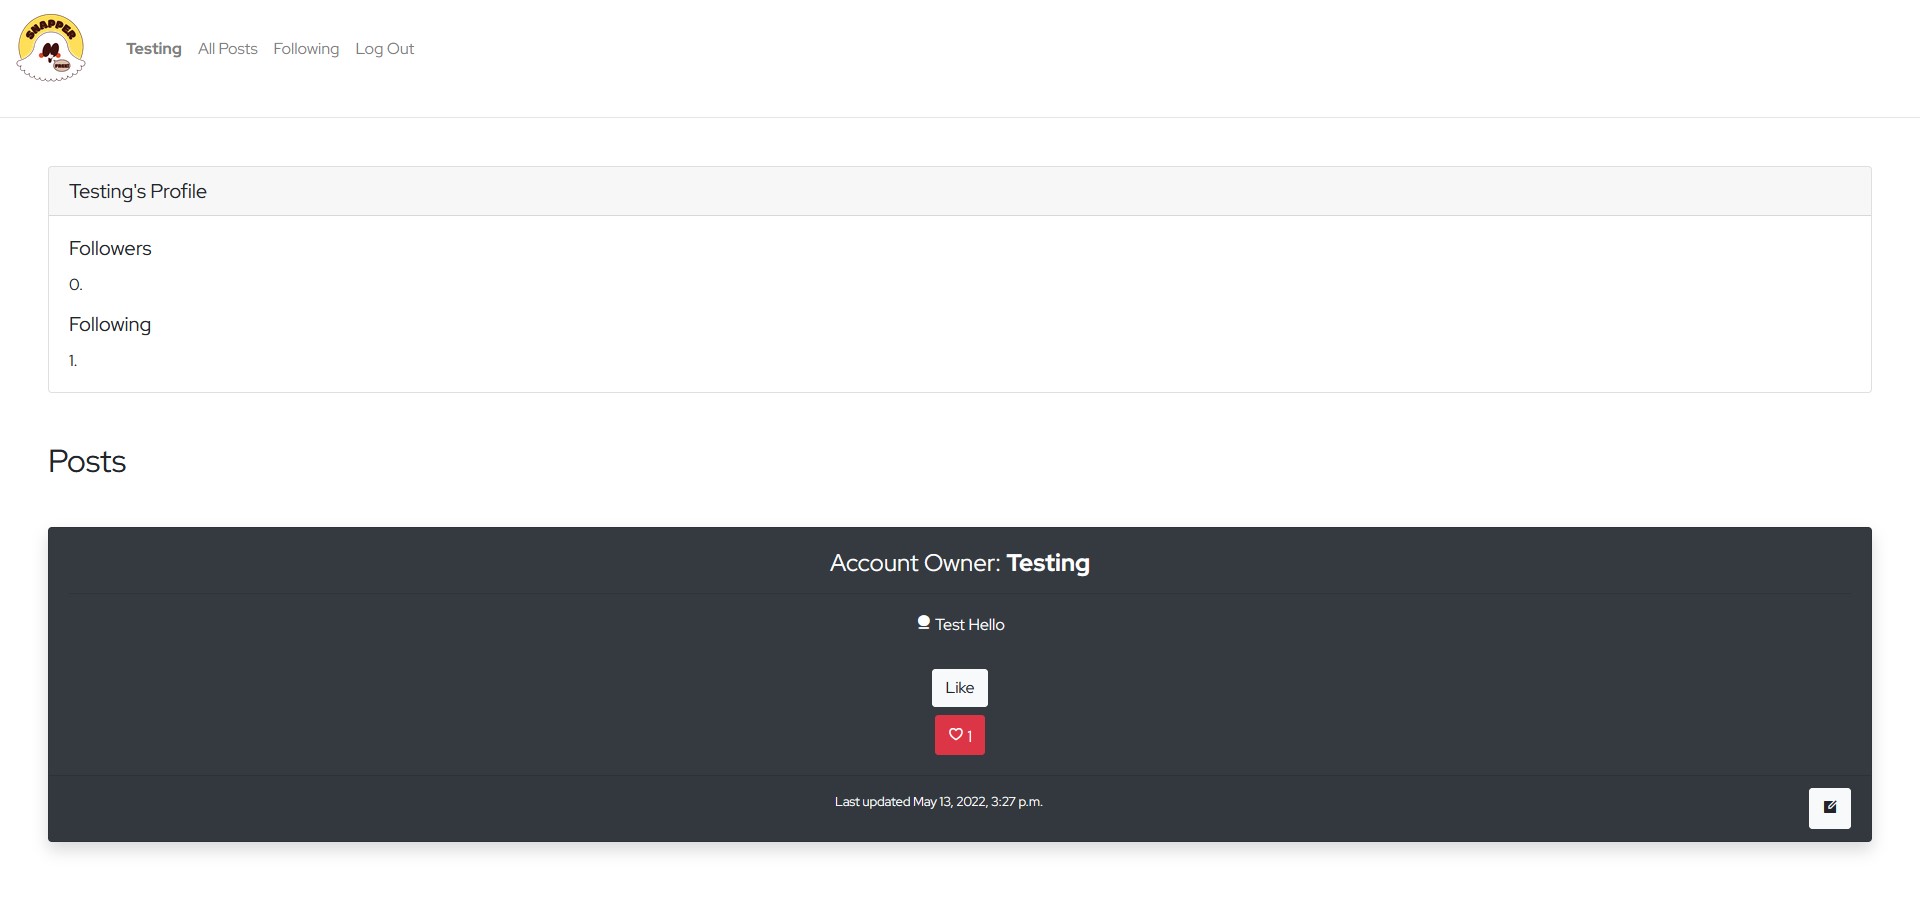 SNAPPER
FREE!
Testing All Posts Following Log Out
Testing's Profile
Followers
0.
Following
1.
Posts
Account Owner: Testing
Test Hello
Like
1
Last updated May 13, 2022, 3:27 p.m.